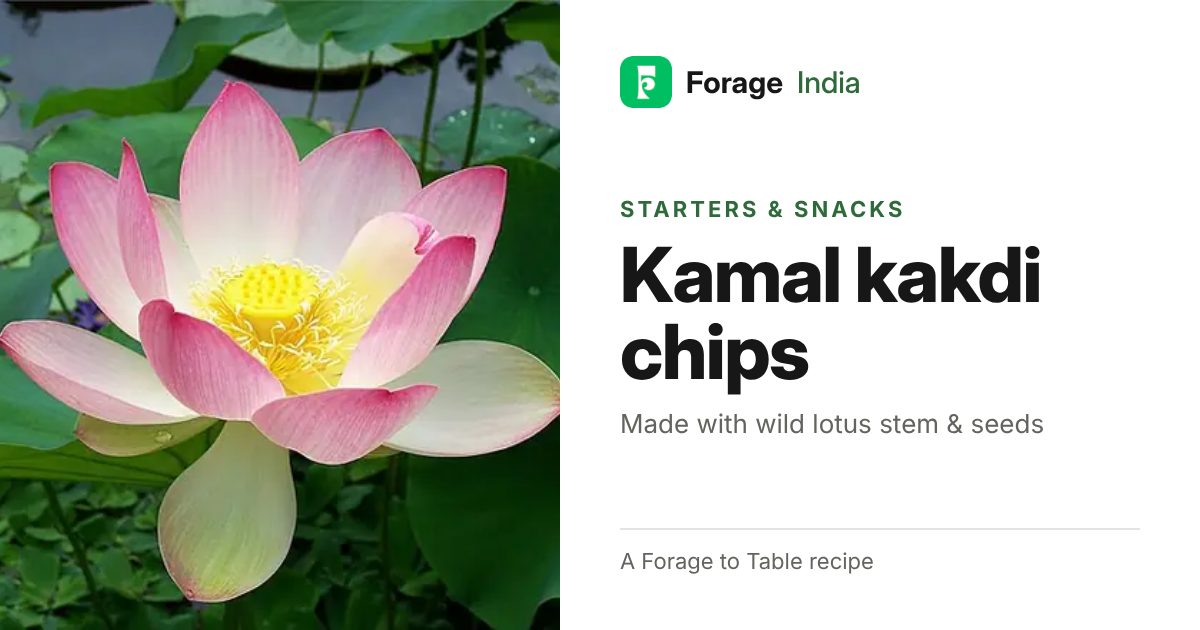 Forage India
STARTERS & SNACKS
Kamal kakdi
chips
Made with wild lotus stem & seeds
A Forage to Table recipe